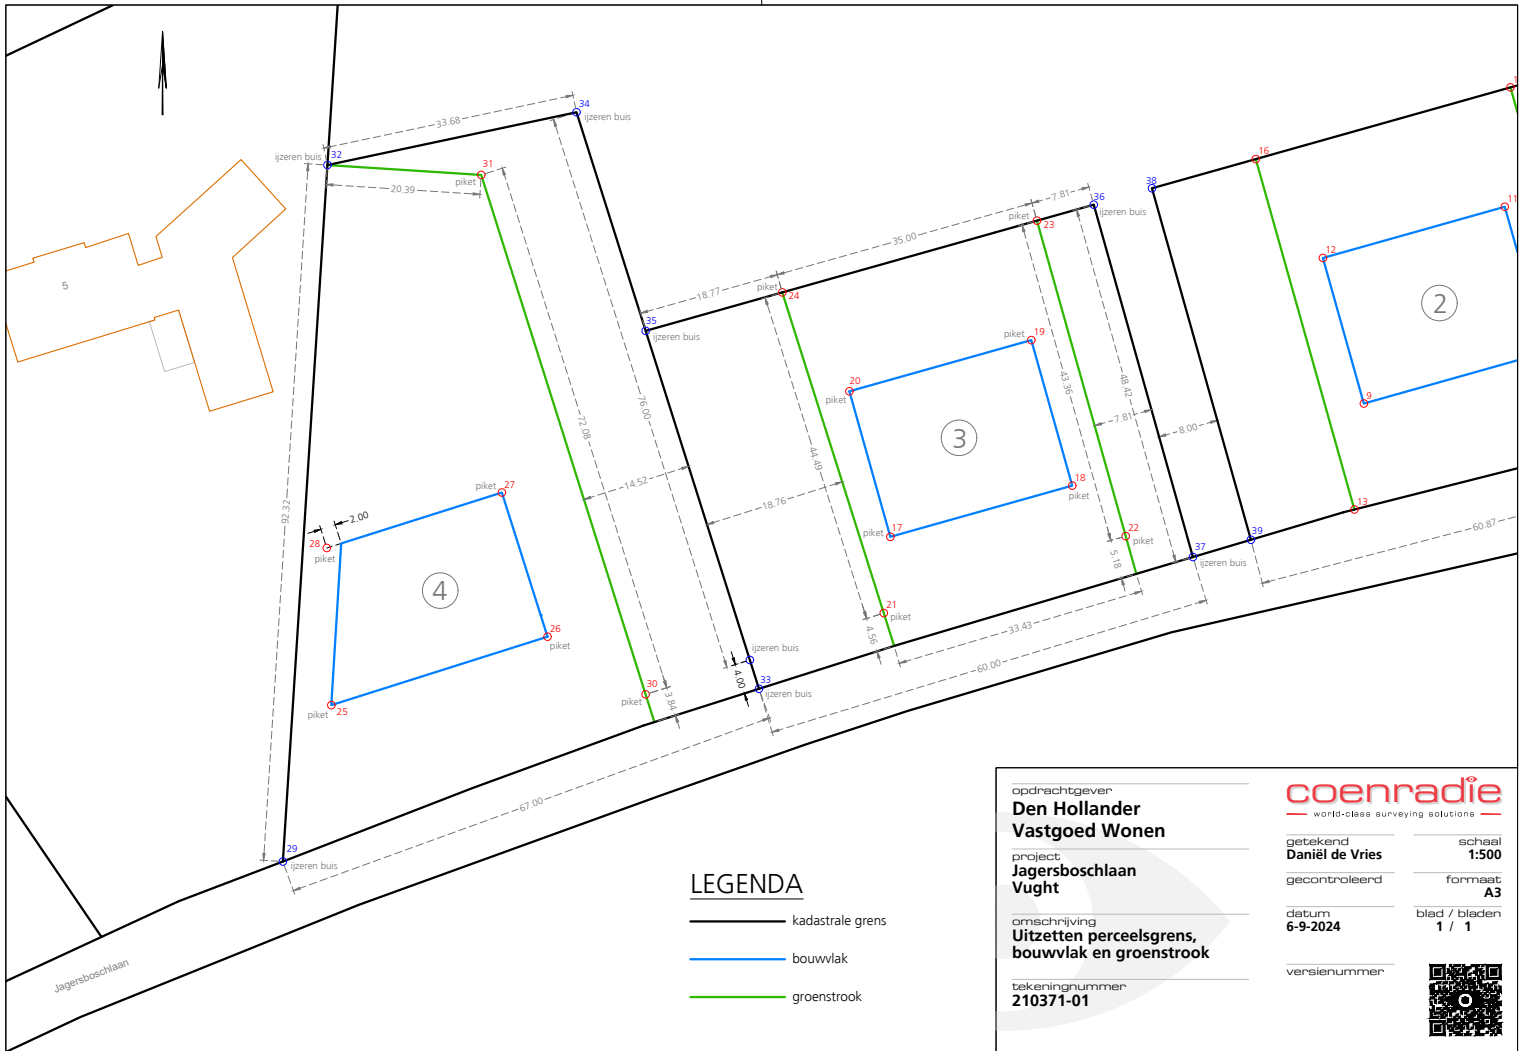 34
33.68
ijzeren buis
ijzeren buis
32
31
piket
20.39
5
38
16
7.81
36
ijzeren buis
piket
23
35.00
11
12
2
18.77
piket
24
35
ijzeren buis
19
piket
20
piket
43.36
48.42
7.81
8.00
9
3
76.00
72.08
14.52
44.49
18.76
18
piket
17
piket
92.32
27
piket
2.00
28
piket
13
22
piket
5.18
39
37
ijzeren buis
60.87
4
26
piket
21
piket
4.56
33.43
60.00
ijzeren buis
4.00
33
ijzeren buis
30
piket
3.84
25
piket
67.00
29
ijzeren buis
Jagersboschlaan
LEGENDA
kadastrale grens
bouwvlak
groenstrook
opdrachtgever
Den Hollander
Vastgoed Wonen
project
Jagersboschlaan
Vught
omschrijving
Uitzetten perceelsgrens,
bouwvlak en groenstrook
tekeningnummer
210371-01
coenradie
world-class surveying solutions
getekend
Daniël de Vries
schaal
1:500
gecontroleerd
formaat
A3
datum
6-9-2024
blad / bladen
1 / 1
versienummer